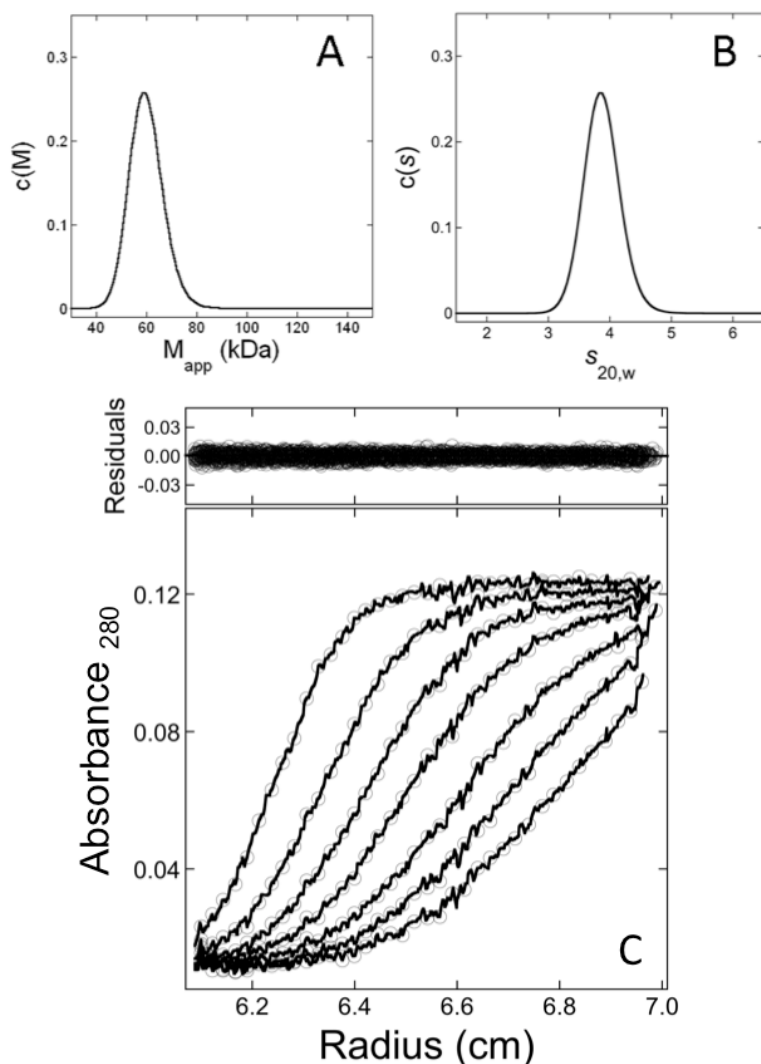 A
c(M)
0.3
0.2
0.1
0
40 60 80 100 120 140
M app (kDa)
B
c(s)
0.3
0.2
0.1
0
2 3 4 5 6
s 20,w
Residuals
0.03
0.00
-0.03
Absorbance 280
0.12
0.08
0.04
C
6.2 6.4 6.6 6.8 7.0
Radius (cm)